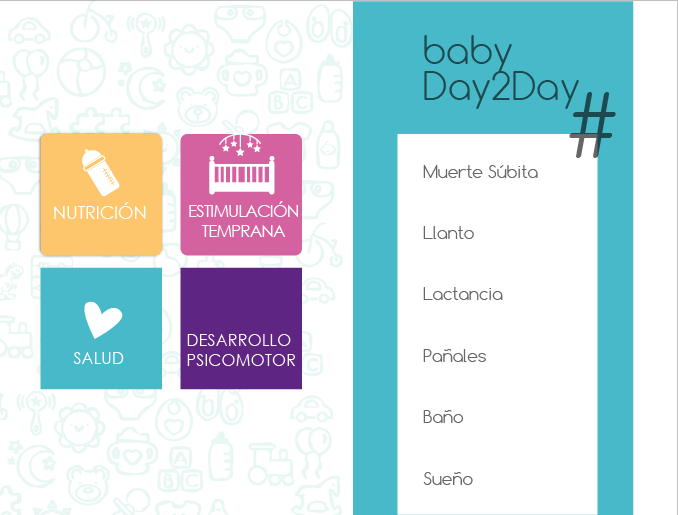 NUTRICIÓN
ESTIMULACIÓN
TEMPRANA
SALUD
DESARROLLO
PSICOMOTOR
baby
Day2Day
#
Muerte Súbita
Llanto
Lactancia
Pañales
Baño
Sueño